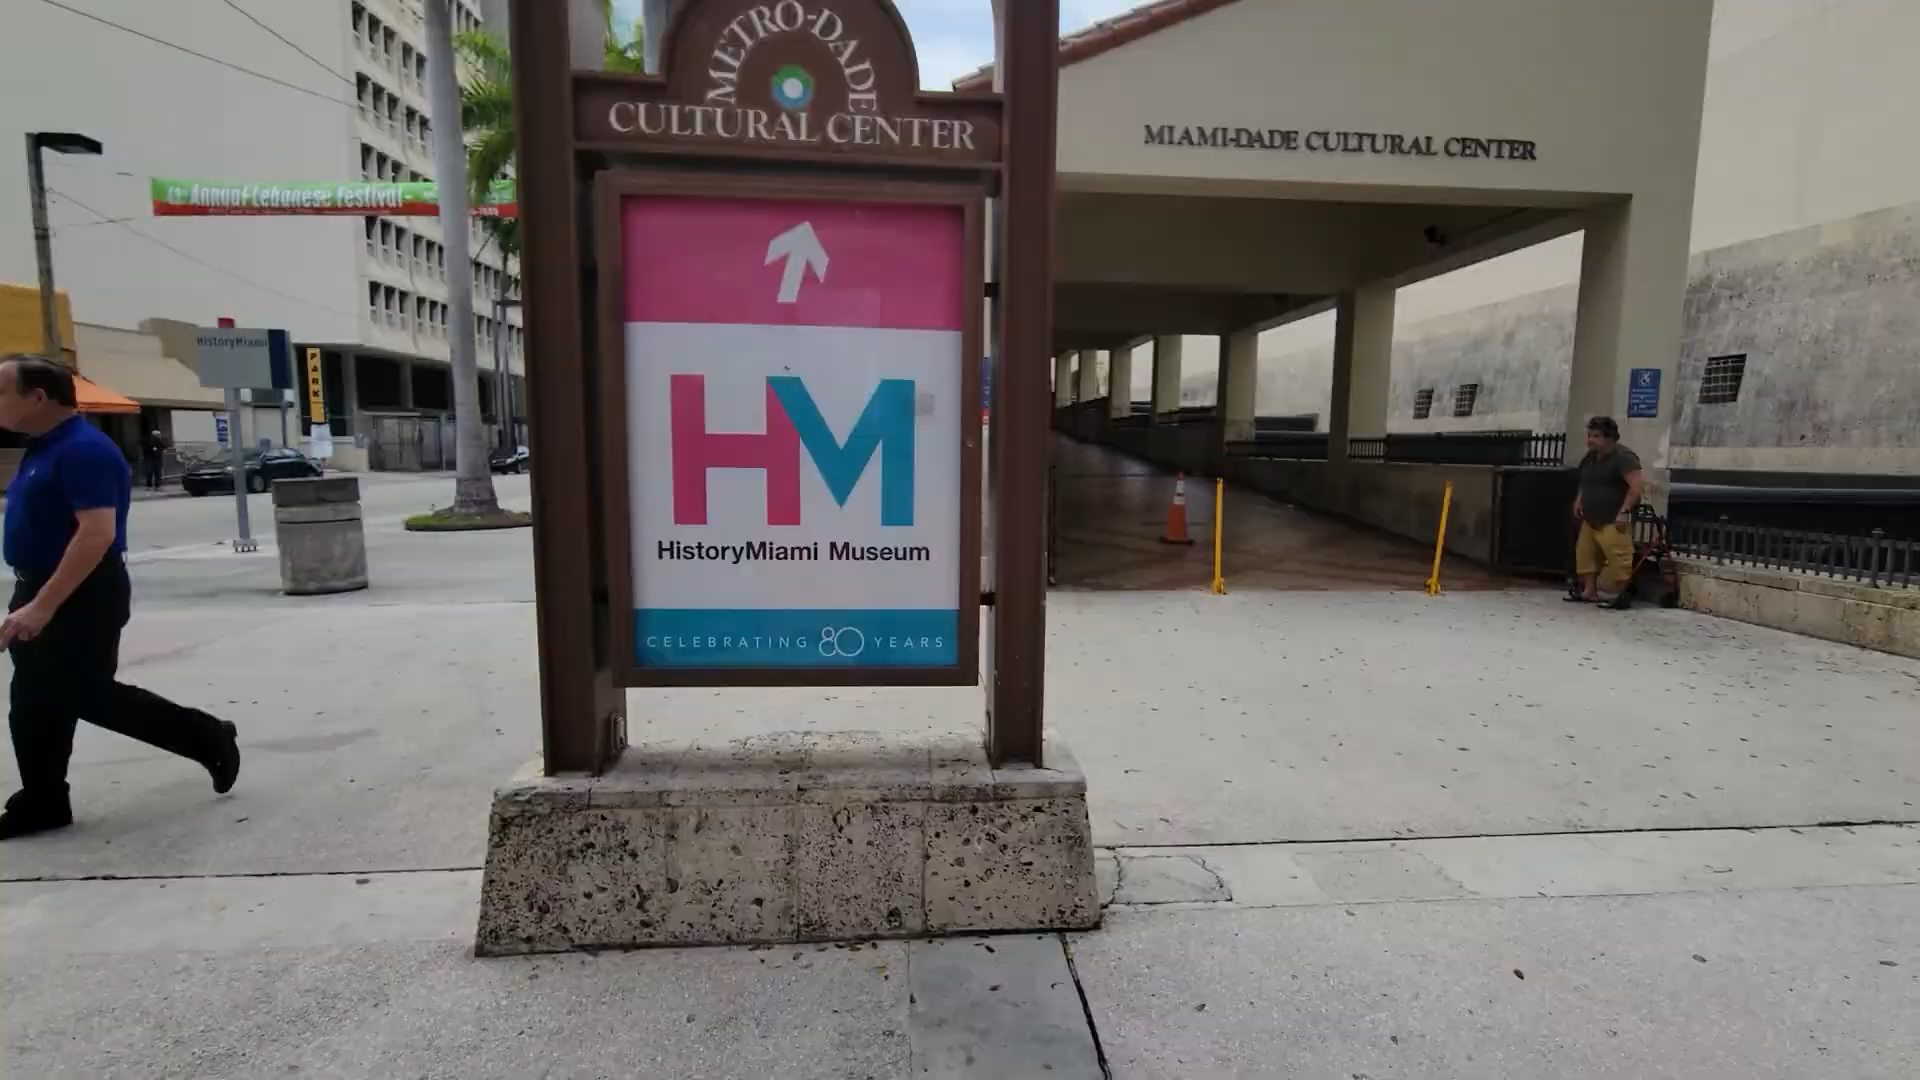 METRO-DADE
CULTURAL CENTER
MIAMI-DADE CULTURAL CENTER
Annual Lebanese Festival
HistoryMiami
PARK
HM
HistoryMiami Museum
CELEBRATING 80 YEARS